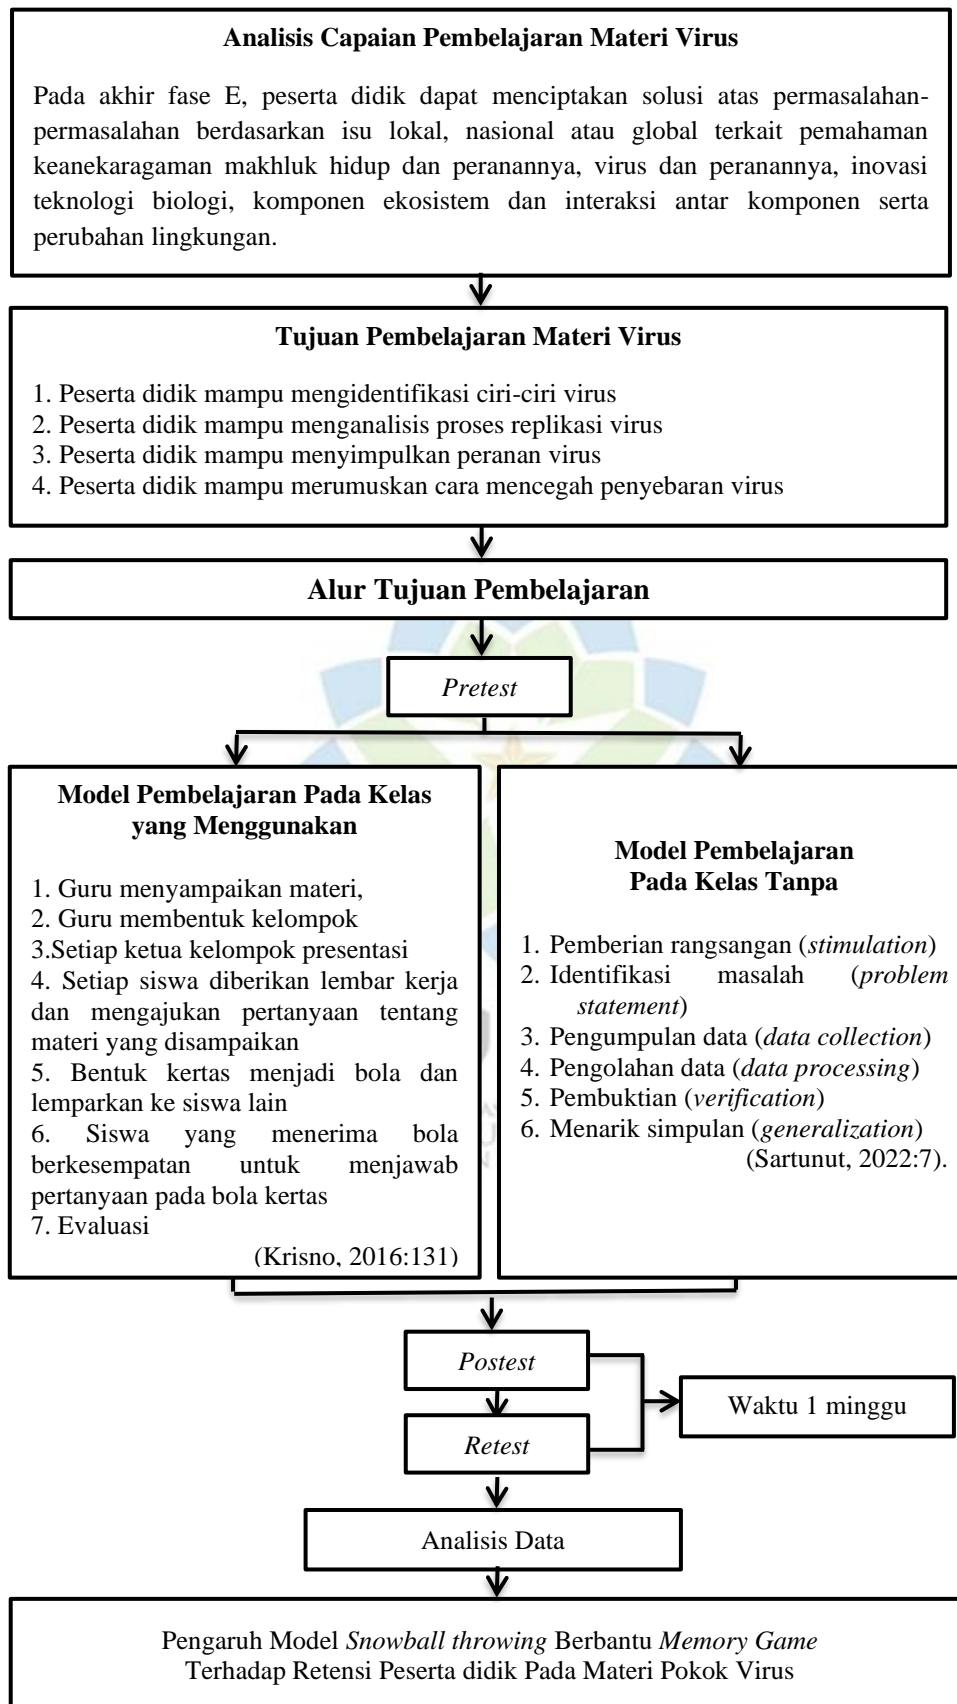 Analisis Capaian Pembelajaran Materi Virus
Pada akhir fase E, peserta didik dapat menciptakan solusi atas permasalahan-
permasalahan berdasarkan isu lokal, nasional atau global terkait pemahaman
keanekaragaman makhluk hidup dan peranannya, virus dan peranannya, inovasi
teknologi biologi, komponen ekosistem dan interaksi antar komponen serta
perubahan lingkungan.
Tujuan Pembelajaran Materi Virus
1. Peserta didik mampu mengidentifikasi ciri-ciri virus
2. Peserta didik mampu menganalisis proses replikasi virus
3. Peserta didik mampu menyimpulkan peranan virus
4. Peserta didik mampu merumuskan cara mencegah penyebaran virus
Alur Tujuan Pembelajaran
Pretest
Model Pembelajaran Pada Kelas
yang Menggunakan
1. Guru menyampaikan materi,
2. Guru membentuk kelompok
3.Setiap ketua kelompok presentasi
4. Setiap siswa diberikan lembar kerja
dan mengajukan pertanyaan tentang
materi yang disampaikan
5. Bentuk kertas menjadi bola dan
lemparkan ke siswa lain
6. Siswa yang menerima bola
berkesempatan untuk menjawab
pertanyaan pada bola kertas
7. Evaluasi
(Krisno, 2016:131)
Model Pembelajaran
Pada Kelas Tanpa
1. Pemberian rangsangan (stimulation)
2. Identifikasi masalah (problem
statement)
3. Pengumpulan data (data collection)
4. Pengolahan data (data processing)
5. Pembuktian (verification)
6. Menarik simpulan (generalization)
(Sartunut, 2022:7).
Postest
Waktu 1 minggu
Retest
Analisis Data
Pengaruh Model Snowball throwing Berbantu Memory Game
Terhadap Retensi Peserta didik Pada Materi Pokok Virus